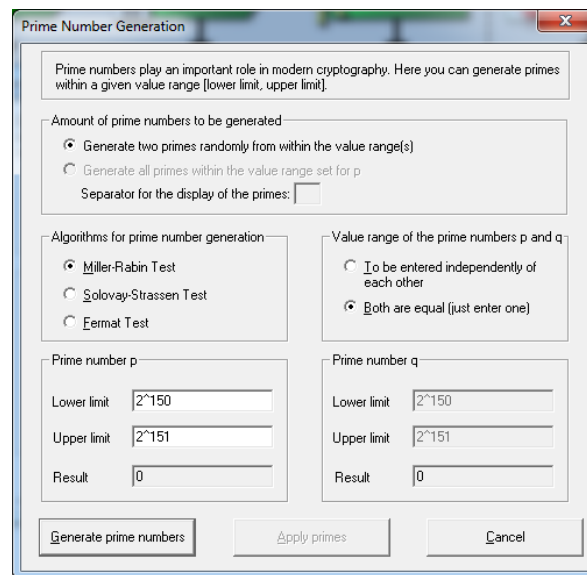 Prime Number Generation
Prime numbers play an important role in modern cryptography. Here you can generate primes
within a given value range [lower limit, upper limit].
Amount of prime numbers to be generated
Generate two primes randomly from within the value range(s)
Generate all primes within the value range set for p
Separator for the display of the primes:
Algorithms for prime number generation
Miller-Rabin Test
Solovay-Strassen Test
Fermat Test
Value range of the prime numbers p and q
To be entered independently of
each other
Both are equal (just enter one)
Prime number p
Lower limit 2^150
Upper limit 2^151
Result 0
Prime number q
Lower limit 2^150
Upper limit 2^151
Result 0
Generate prime numbers
Apply primes
Cancel